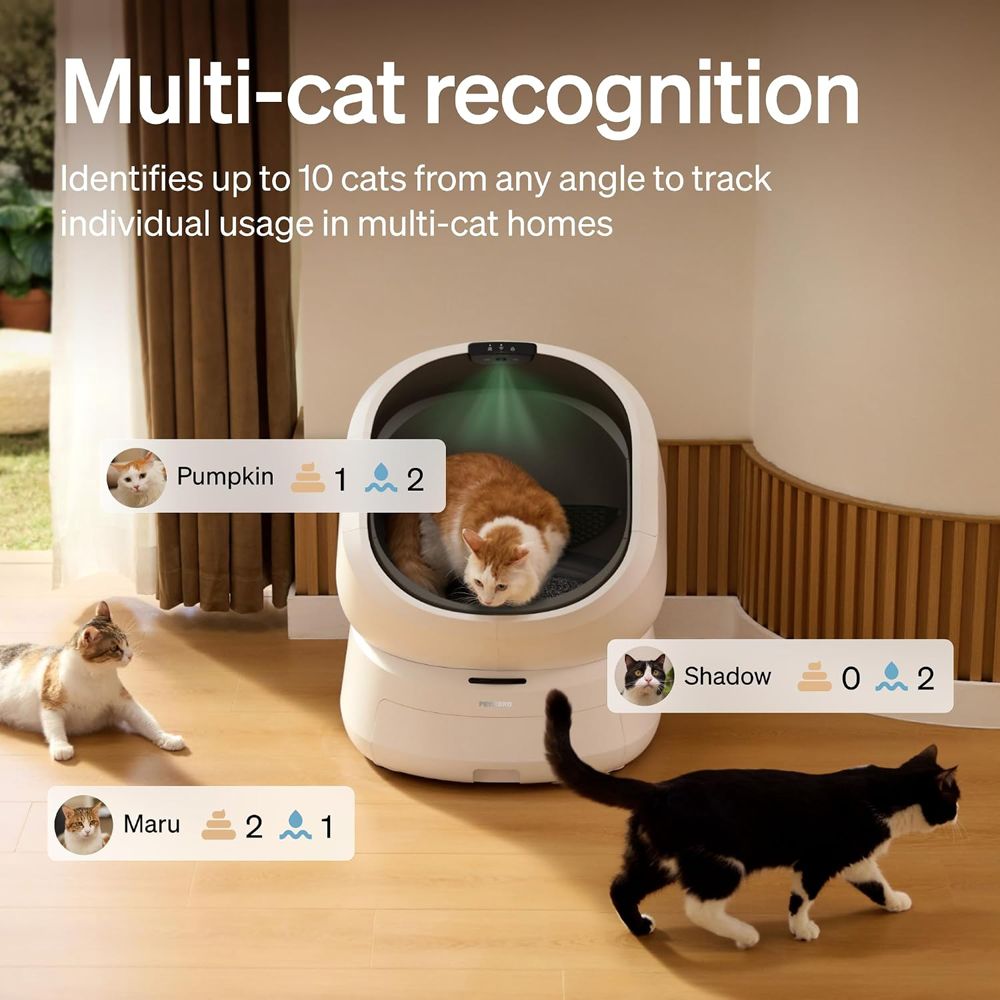 Multi-cat recognition
Identifies up to 10 cats from any angle to track
individual usage in multi-cat homes
Pumpkin 1 2
Shadow 0 2
Maru 2 1